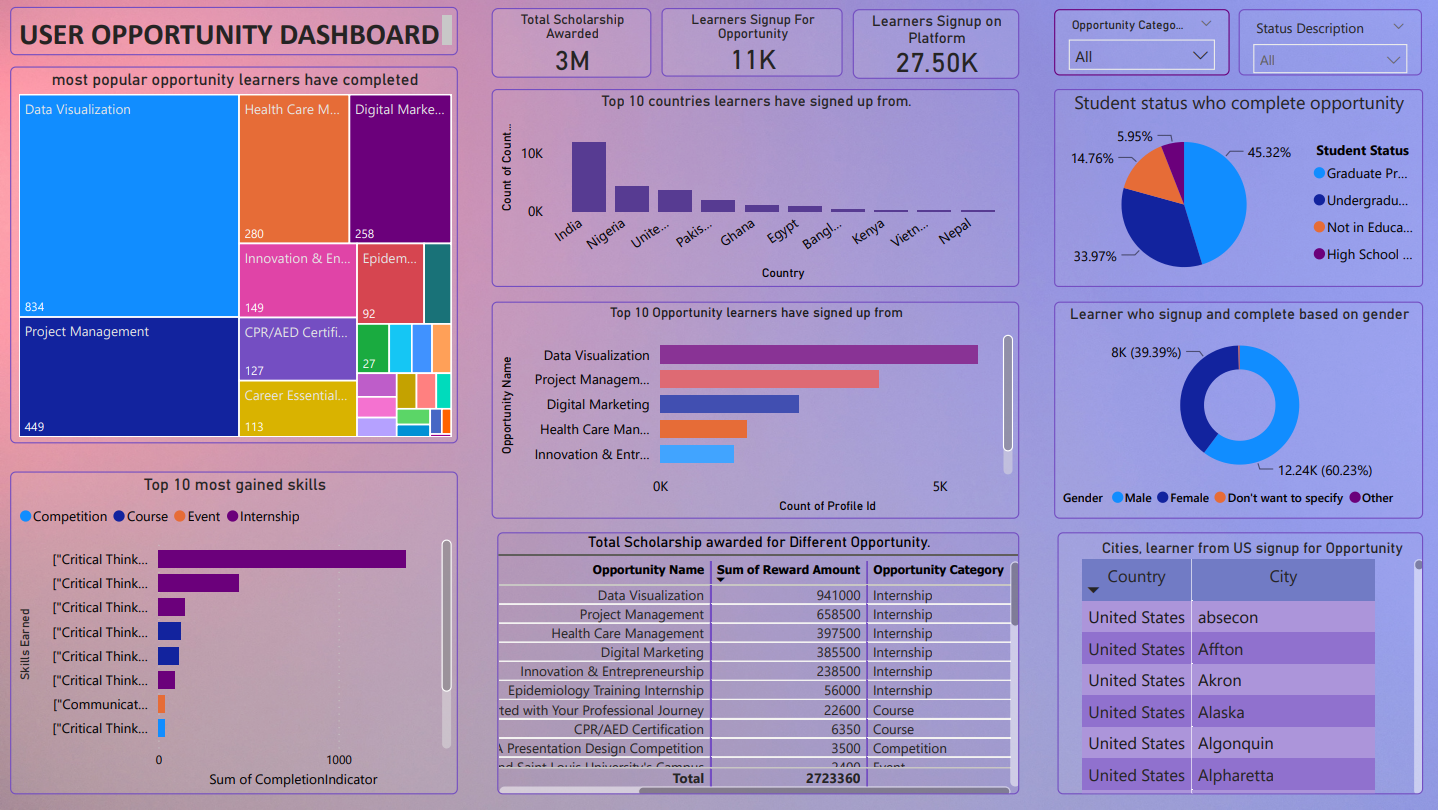 USER OPPORTUNITY DASHBOARD
Total Scholarship
Awarded
3M
Learners Signup For
Opportunity
11K
Learners Signup on
Platform
27.50K
Opportunity Catego...
All
Status Description
All
most popular opportunity learners have completed
Data Visualization
834
Health Care M...
280
Digital Marke...
258
Innovation & En...
149
Epidem...
92
Project Management
449
CPR/AED Certifi...
127
27
Career Essential...
113
Top 10 countries learners have signed up from.
Count of Count...
10K
0K
India
Nigeria
Unite...
Pakis...
Ghana
Egypt
Bangl...
Kenya
Vietn...
Nepal
Country
Student status who complete opportunity
5.95%
14.76%
45.32%
33.97%
Student Status
Graduate Pr...
Undergradu...
Not in Educa...
High School ...
Top 10 Opportunity learners have signed up from
Opportunity Name
Data Visualization
Project Managem...
Digital Marketing
Health Care Man...
Innovation & Entr...
0K
5K
Count of Profile Id
Learner who signup and complete based on gender
8K (39.39%)
12.24K (60.23%)
Gender Male Female Don't want to specify Other
Top 10 most gained skills
Competition Course Event Internship
Skills Earned
["Critical Think...
["Critical Think...
["Critical Think...
["Critical Think...
["Critical Think...
["Critical Think...
["Communicat...
["Critical Think...
0
1000
Sum of CompletionIndicator
Total Scholarship awarded for Different Opportunity.
Opportunity Name Sum of Reward Amount Opportunity Category
Data Visualization 941000 Internship
Project Management 658500 Internship
Health Care Management 397500 Internship
Digital Marketing 385500 Internship
Innovation & Entrepreneurship 238500 Internship
Epidemiology Training Internship 56000 Internship
ted with Your Professional Journey 22600 Course
CPR/AED Certification 6350 Course
A Presentation Design Competition 3500 Competition
Saint Louis University's Campus 2400 Event
Total 2723360
Cities, learner from US signup for Opportunity
Country City
United States absecon
United States Affton
United States Akron
United States Alaska
United States Algonquin
United States Alpharetta